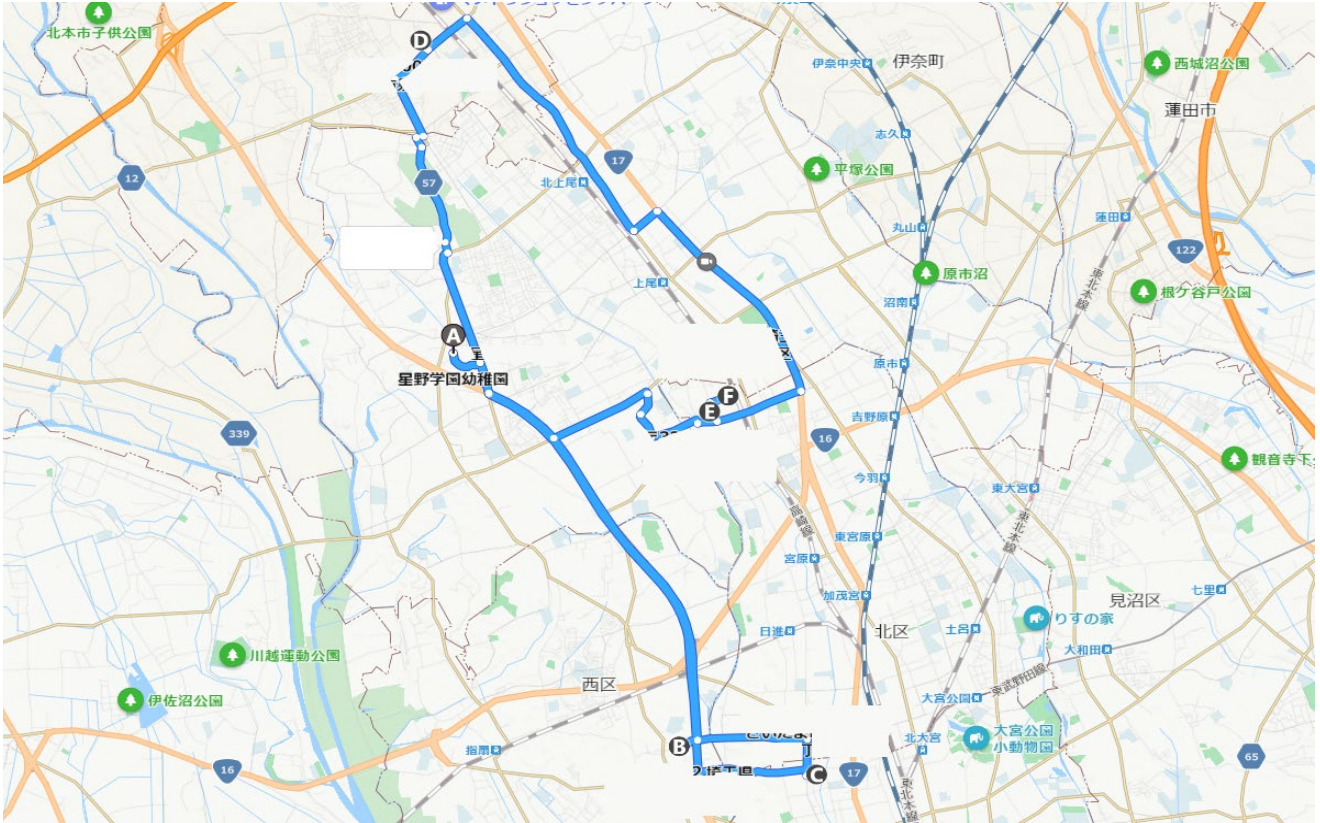 北本市子供公園
D
伊奈中央
伊奈町
西城沼公園
蓮田市
志久
12
57
17
北上尾
平塚公園
蓮田
丸山
122
原市沼
東北本線
根ケ谷戸公園
上尾
沼南
A
原市
星野学園幼稚園
F
E
吉野原
339
16
観音寺下
今羽
東大宮
東北本線
高崎線
東宮原
宮原
加茂宮
七里
見沼区
りすの家
日進
北区
土呂
大和田
川越運動公園
東武野田線
西区
伊佐沼公園
大宮公園
大宮公園
小動物園
B
指扇
北大宮
16
C
17
65
東北本線